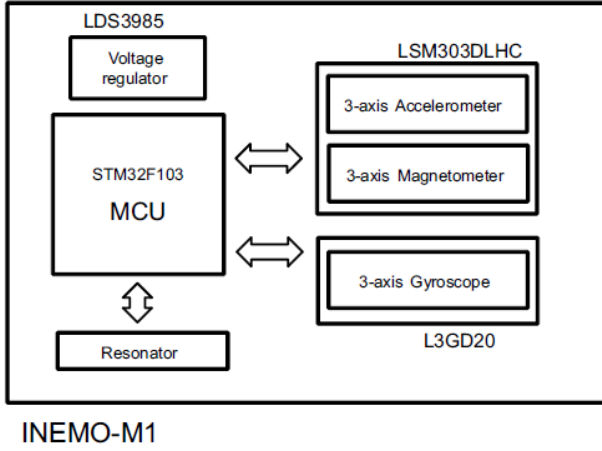 LDS3985
Voltage
regulator
STM32F103
MCU
Resonator
LSM303DLHC
3-axis Accelerometer
3-axis Magnetometer
3-axis Gyroscope
L3GD20
INEMO-M1